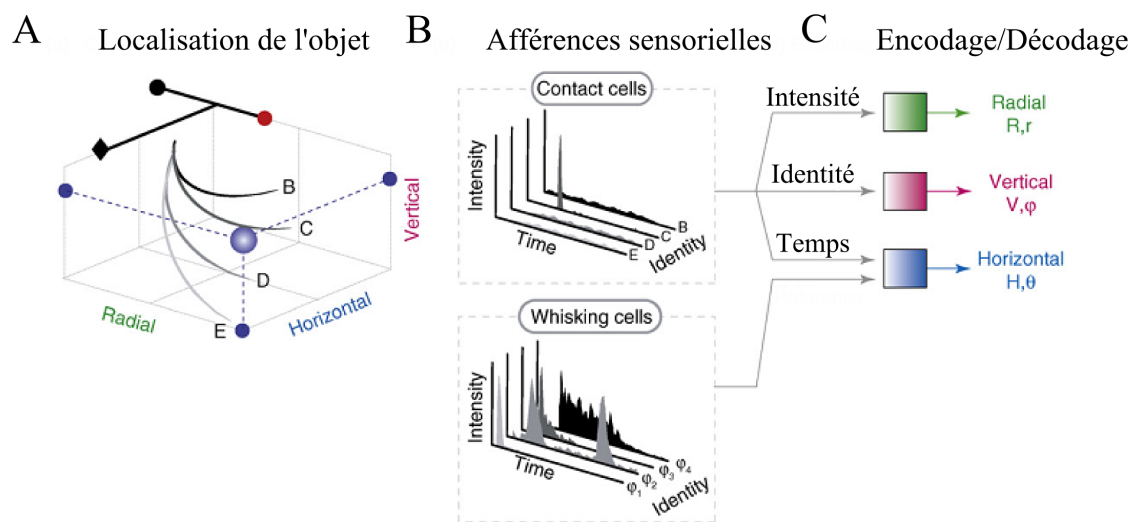 A Localisation de l'objet
B
C
D
E
Vertical
Radial
Horizontal
B Afférences sensorielles
Contact cells
Intensity
Time
Identity
B
C
D
E
Whisking cells
Intensity
Time
Identity
φ1
φ2
φ3
φ4
C Encodage/Décodage
Intensité
Radial
R,r
Identité
Vertical
V,φ
Temps
Horizontal
H,θ